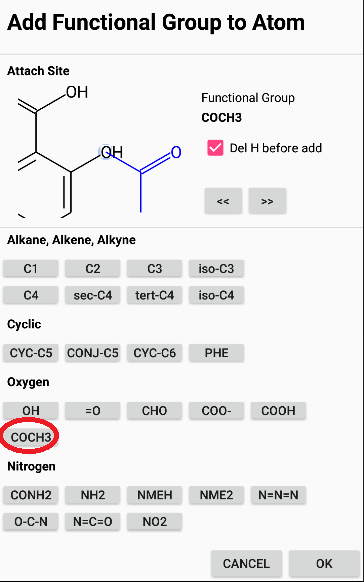 Add Functional Group to Atom
Attach Site
OH
OH
O
Functional Group
COCH3
Del H before add
<< >>
Alkane, Alkene, Alkyne
C1 C2 C3 iso-C3
C4 sec-C4 tert-C4 iso-C4
Cyclic
CYC-C5 CONJ-C5 CYC-C6 PHE
Oxygen
OH =O CHO COO- COOH
COCH3
Nitrogen
CONH2 NH2 NMEH NME2 N=N=N
O-C-N N=C=O NO2
CANCEL OK